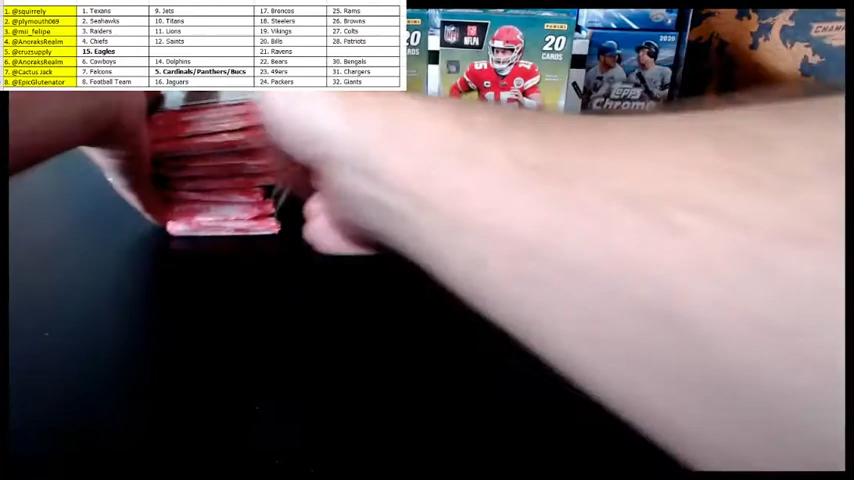 1. @squirrely 1. Texans 9. Jets 17. Broncos 25. Rams
2. @plymouth069 2. Seahawks 10. Titans 18. Steelers 26. Browns
3. @mii_felipe 3. Raiders 11. Lions 19. Vikings 27. Colts
4. @AnoraksRealm 4. Chiefs 12. Saints 20. Bills 28. Patriots
5. @cruzsupply 15. Eagles 21. Ravens
6. @AnoraksRealm 6. Cowboys 14. Dolphins 22. Bears 30. Bengals
7. @Cactus Jack 7. Falcons 5. Cardinals/Panthers/Bucs 23. 49ers 31. Chargers
8. @EpicGlutenator 8. Football Team 16. Jaguars 24. Packers 32. Giants
20
NFL
NFLPA
20
CARDS
15
2020
TOPPS
Chrome